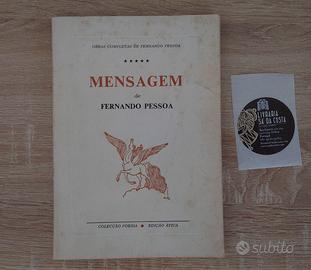 OBRAS COMPLETAS DE FERNANDO PESSOA
★★★★★
MENSAGEM
de
FERNANDO PESSOA
COLECÇÃO POESIA ★ EDIÇÃO ÁTICA
LIVRARIA
SÁ DA COSTA
subito